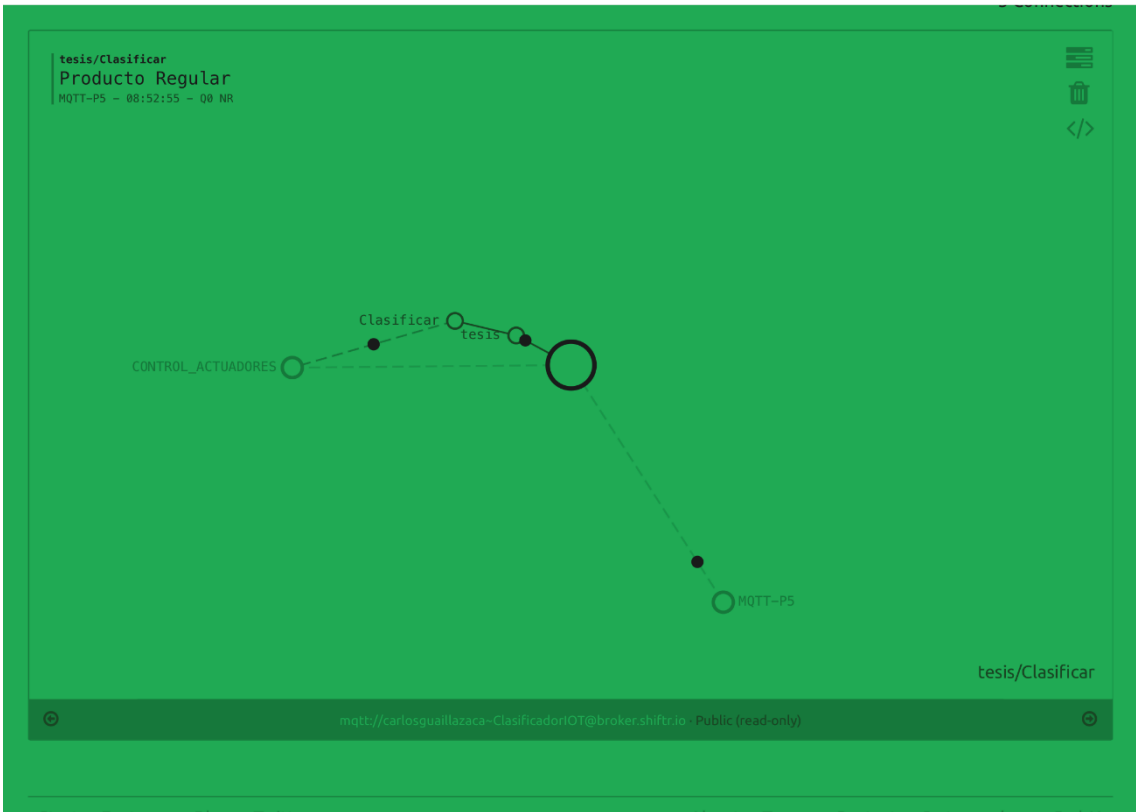 tesis/Clasificar
Producto Regular
MQTT-P5 - 08:52:55 - Q0 NR
</>
Clasificar
tesis
CONTROL_ACTUADORES
MQTT-P5
tesis/Clasificar
mqtt://carlosguaillazaca~ClasificadorIOT@broker.shiftr.io - Public (read-only)